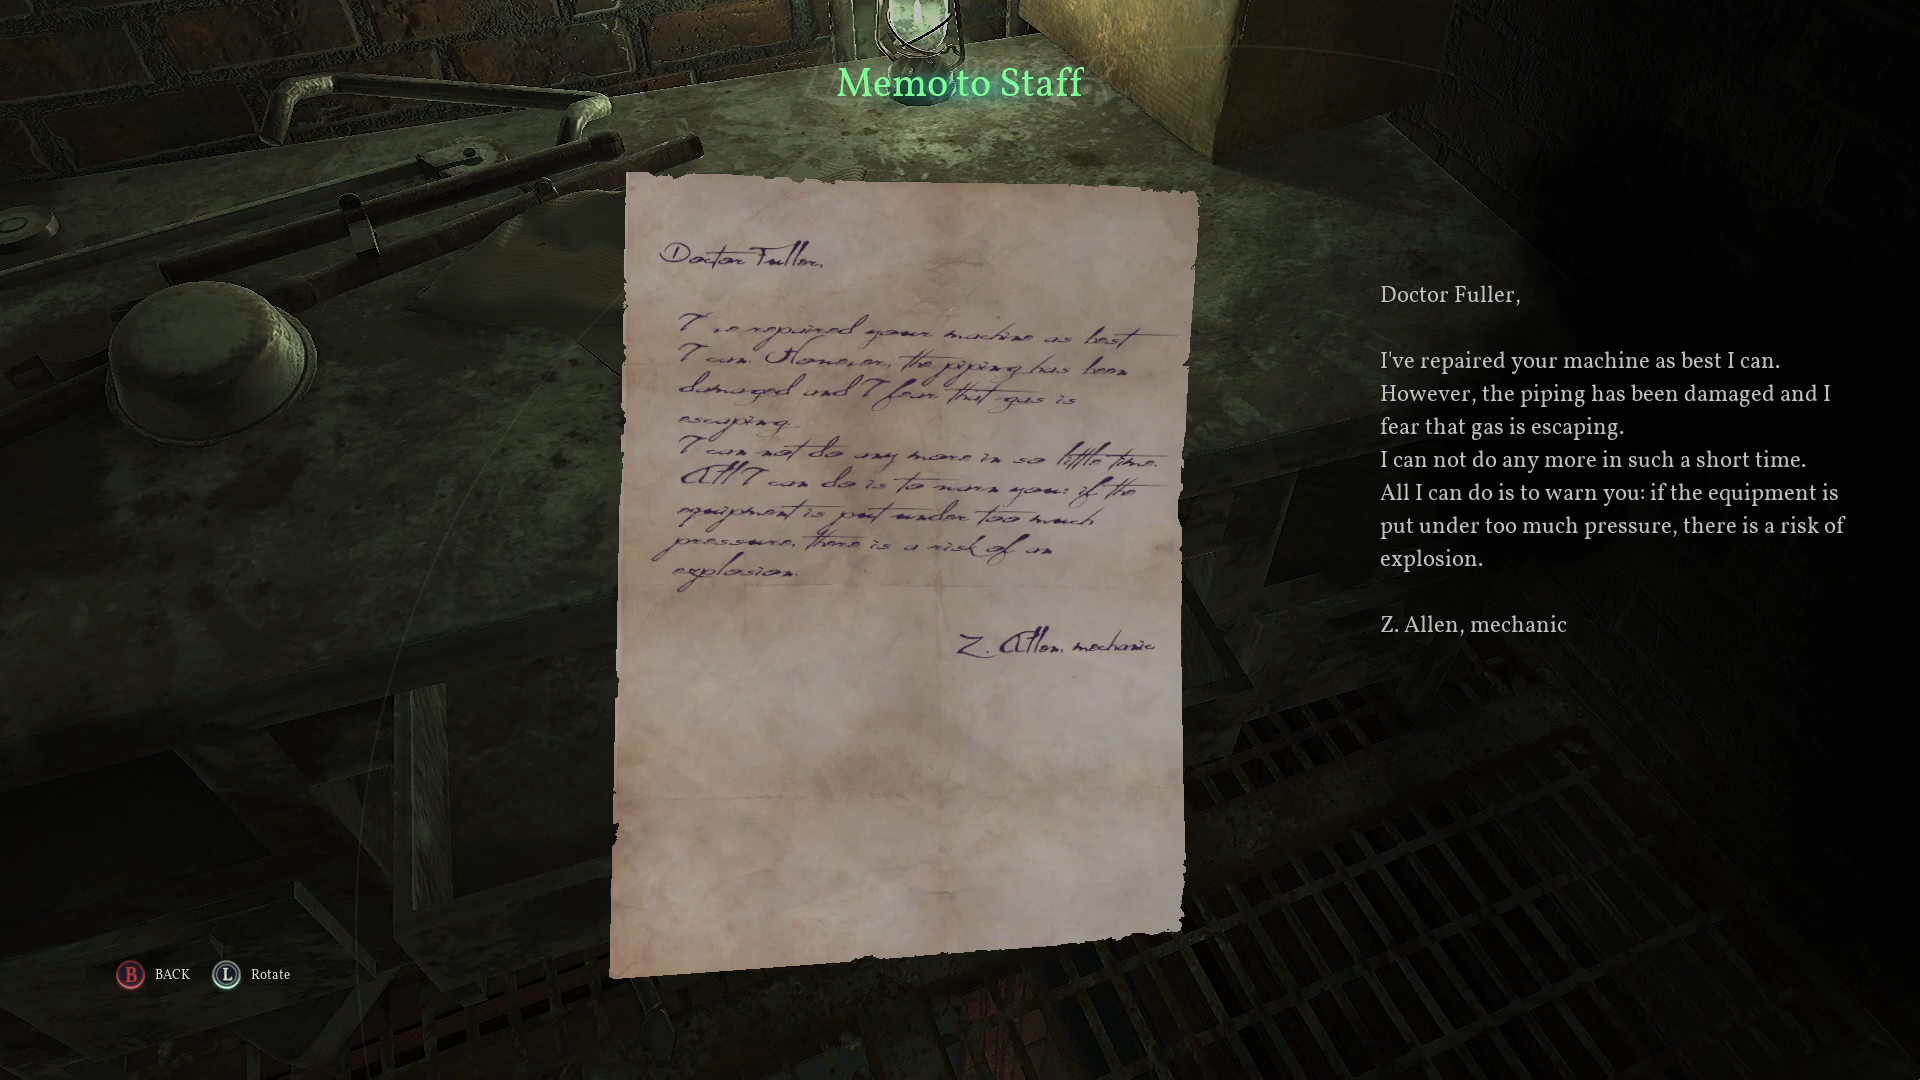 Memo to Staff
Doctor Fuller,
I've repaired your machine as best
I can. However, the piping has been
damaged and I fear that gas is
escaping.
I can not do any more in so little time.
All I can do is to warn you: if the
equipment is put under too much
pressure, there is a risk of an
explosion.
Z. Allen, mechanic
Doctor Fuller,
I've repaired your machine as best I can.
However, the piping has been damaged and I
fear that gas is escaping.
I can not do any more in such a short time.
All I can do is to warn you: if the equipment is
put under too much pressure, there is a risk of
explosion.
Z. Allen, mechanic
B BACK L Rotate